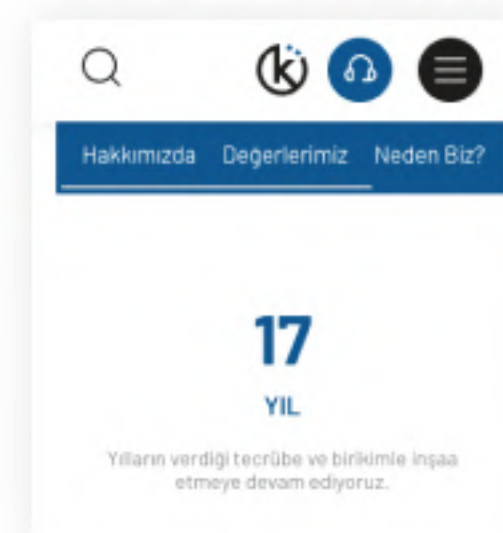 Hakkımızda Değerlerimiz Neden Biz?
17
YIL
Yılların verdiği tecrübe ve birikimle inşaa
etmeye devam ediyoruz.